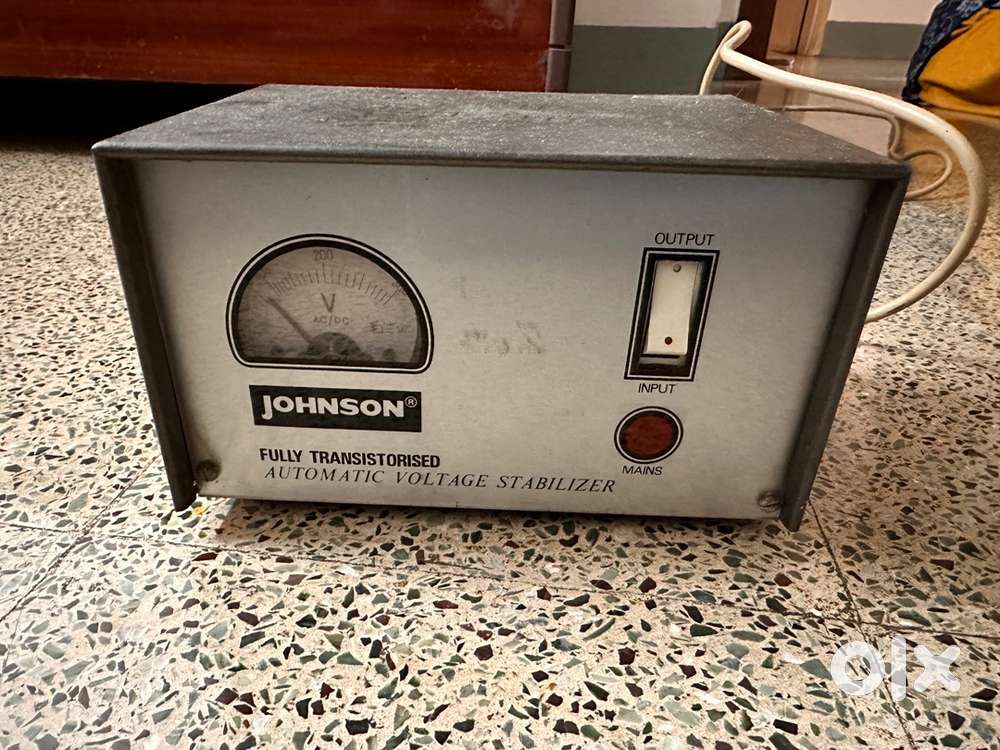 200
V
AC/DC
OUTPUT
INPUT
JOHNSON®
MAINS
FULLY TRANSISTORISED
AUTOMATIC VOLTAGE STABILIZER
olx